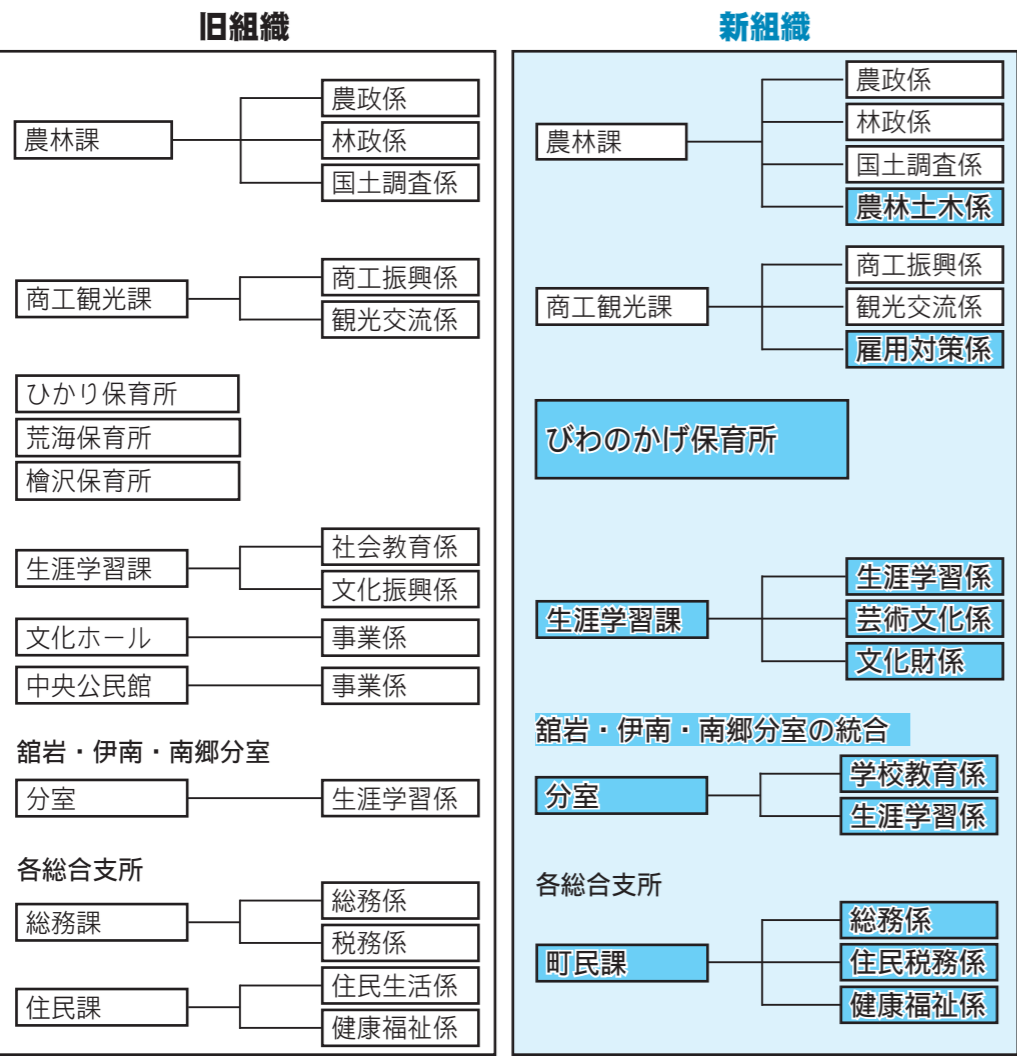 旧組織
農林課
農政係
林政係
国土調査係
商工観光課
商工振興係
観光交流係
ひかり保育所
荒海保育所
檜沢保育所
生涯学習課
社会教育係
文化振興係
文化ホール
事業係
中央公民館
事業係
舘岩・伊南・南郷分室
分室
生涯学習係
各総合支所
総務課
総務係
税務係
住民課
住民生活係
健康福祉係
新組織
農林課
農政係
林政係
国土調査係
農林土木係
商工観光課
商工振興係
観光交流係
雇用対策係
びわのかげ保育所
生涯学習課
生涯学習係
芸術文化係
文化財係
舘岩・伊南・南郷分室の統合
分室
学校教育係
生涯学習係
各総合支所
町民課
総務係
住民税務係
健康福祉係